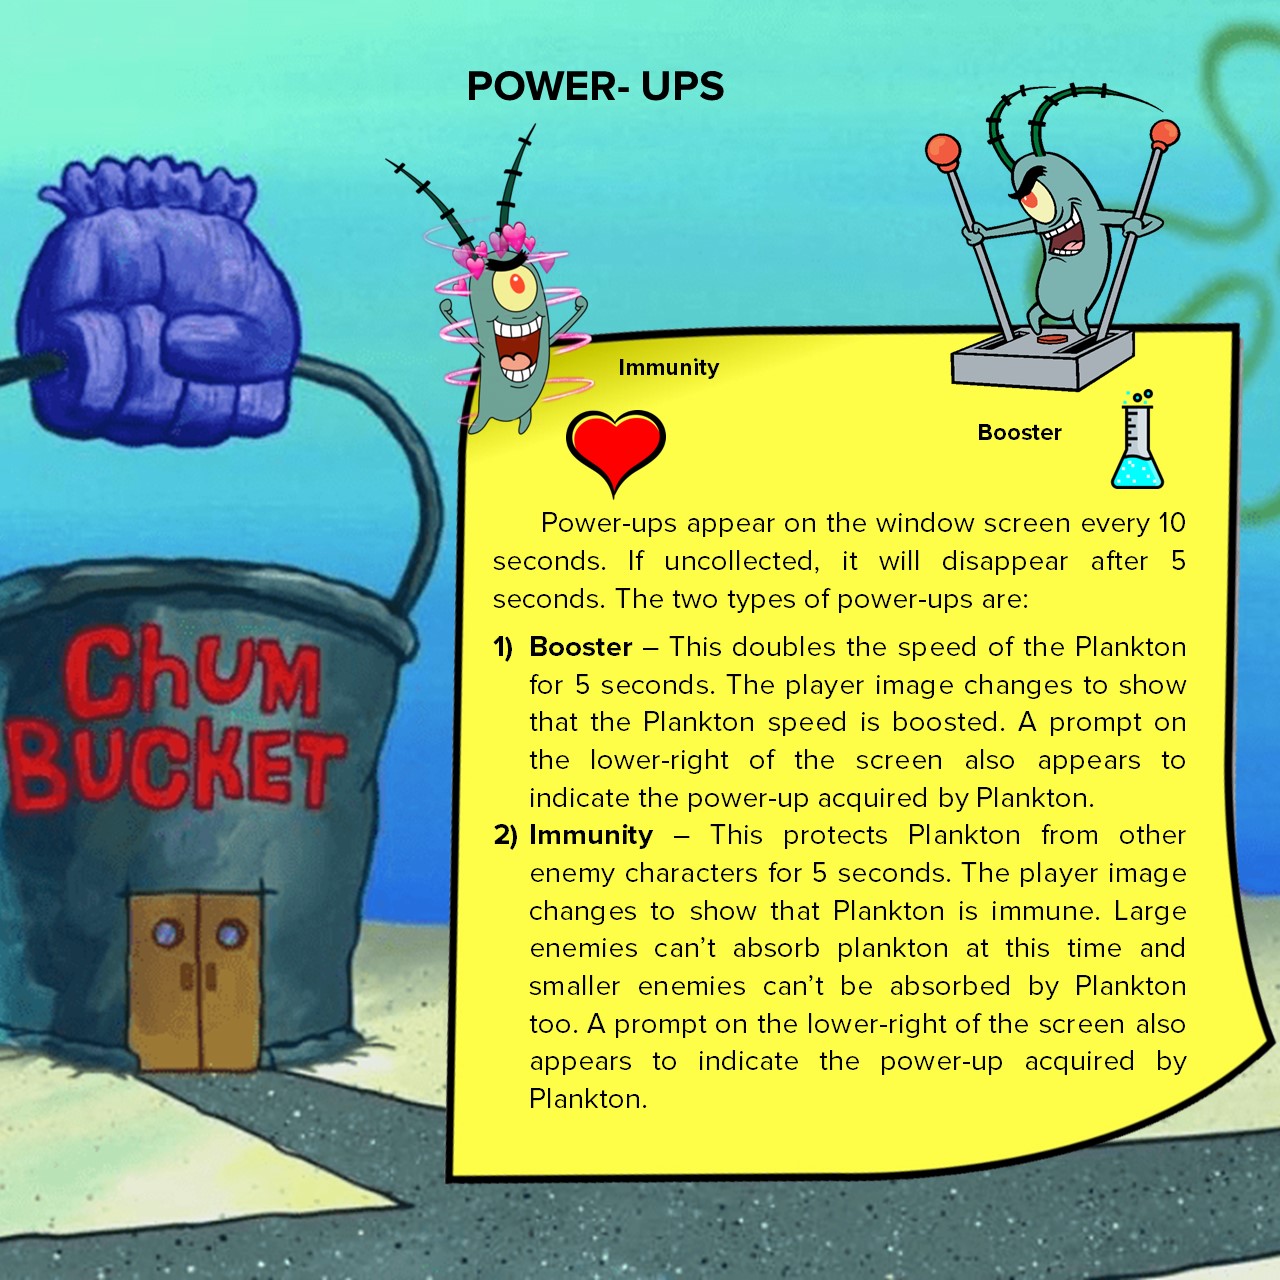 POWER- UPS
Immunity
Booster
Power-ups appear on the window screen every 10
seconds. If uncollected, it will disappear after 5
seconds. The two types of power-ups are:
1) Booster – This doubles the speed of the Plankton
for 5 seconds. The player image changes to show
that the Plankton speed is boosted. A prompt on
the lower-right of the screen also appears to
indicate the power-up acquired by Plankton.
2) Immunity – This protects Plankton from other
enemy characters for 5 seconds. The player image
changes to show that Plankton is immune. Large
enemies can’t absorb plankton at this time and
smaller enemies can’t be absorbed by Plankton
too. A prompt on the lower-right of the screen also
appears to indicate the power-up acquired by
Plankton.
ChUM
BUCKET